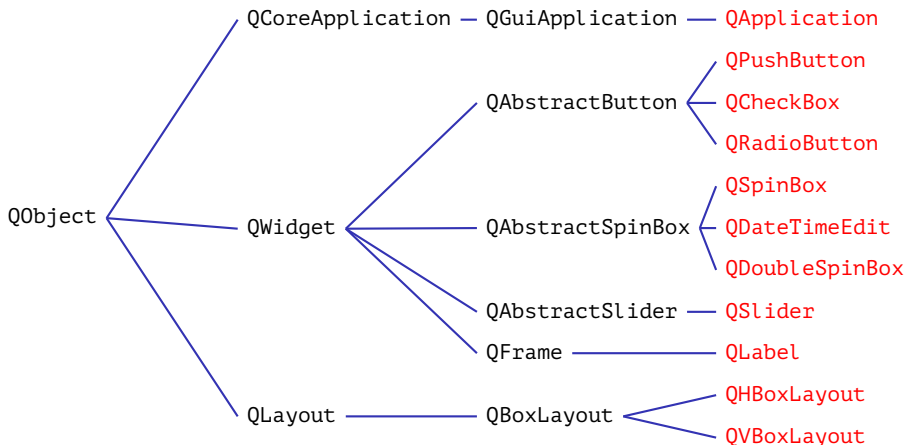 QCoreApplication QGuiApplication QApplication
QPushButton
QAbstractButton QCheckBox
QRadioButton
QSpinBox
QObject QWidget QAbstractSpinBox QDateTimeEdit
QDoubleSpinBox
QAbstractSlider QSlider
QFrame QLabel
QHBoxLayout
QLayout QBoxLayout
QVBoxLayout